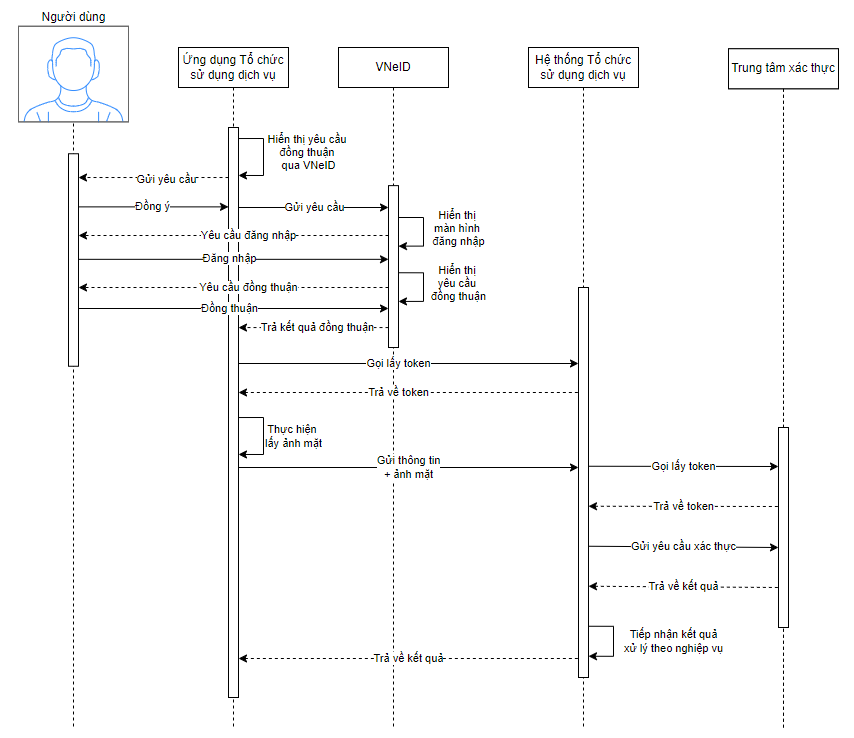 Người dùng
Ứng dụng Tổ chức
sử dụng dịch vụ
VNeID
Hệ thống Tổ chức
sử dụng dịch vụ
Trung tâm xác thực
Hiển thị yêu cầu
đồng thuận
qua VNeID
Gửi yêu cầu
Đồng ý
Gửi yêu cầu
Hiển thị
màn hình
đăng nhập
Yêu cầu đăng nhập
Đăng nhập
Hiển thị
yêu cầu
đồng thuận
Yêu cầu đồng thuận
Đồng thuận
Trả kết quả đồng thuận
Gọi lấy token
Trả về token
Thực hiện
lấy ảnh mặt
Gửi thông tin
+ ảnh mặt
Gọi lấy token
Trả về token
Gửi yêu cầu xác thực
Trả về kết quả
Tiếp nhận kết quả
xử lý theo nghiệp vụ
Trả về kết quả